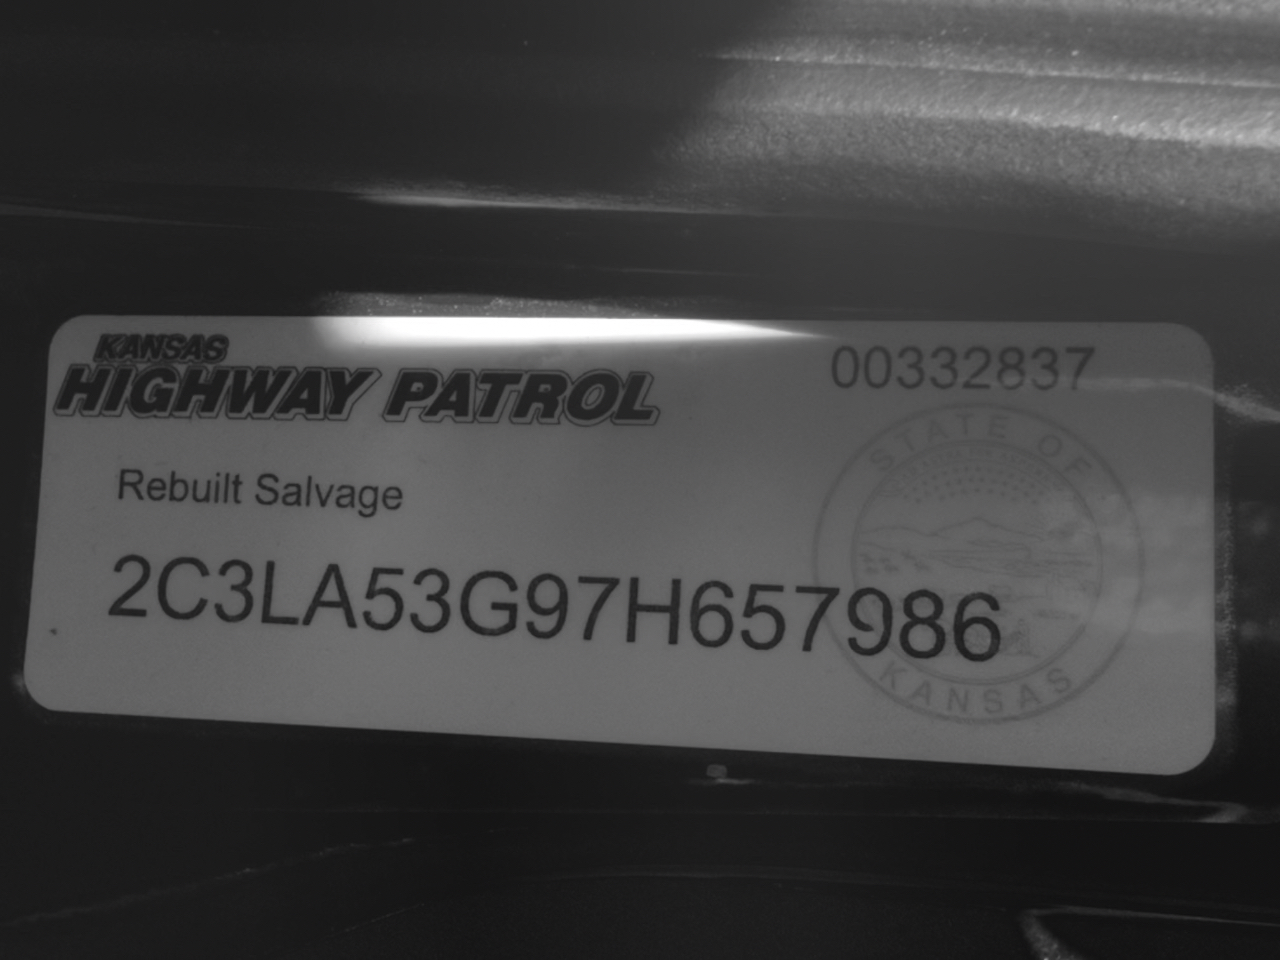 KANSAS
HIGHWAY PATROL
00332837
Rebuilt Salvage
2C3LA53G97H657986
STATE OF
KANSAS